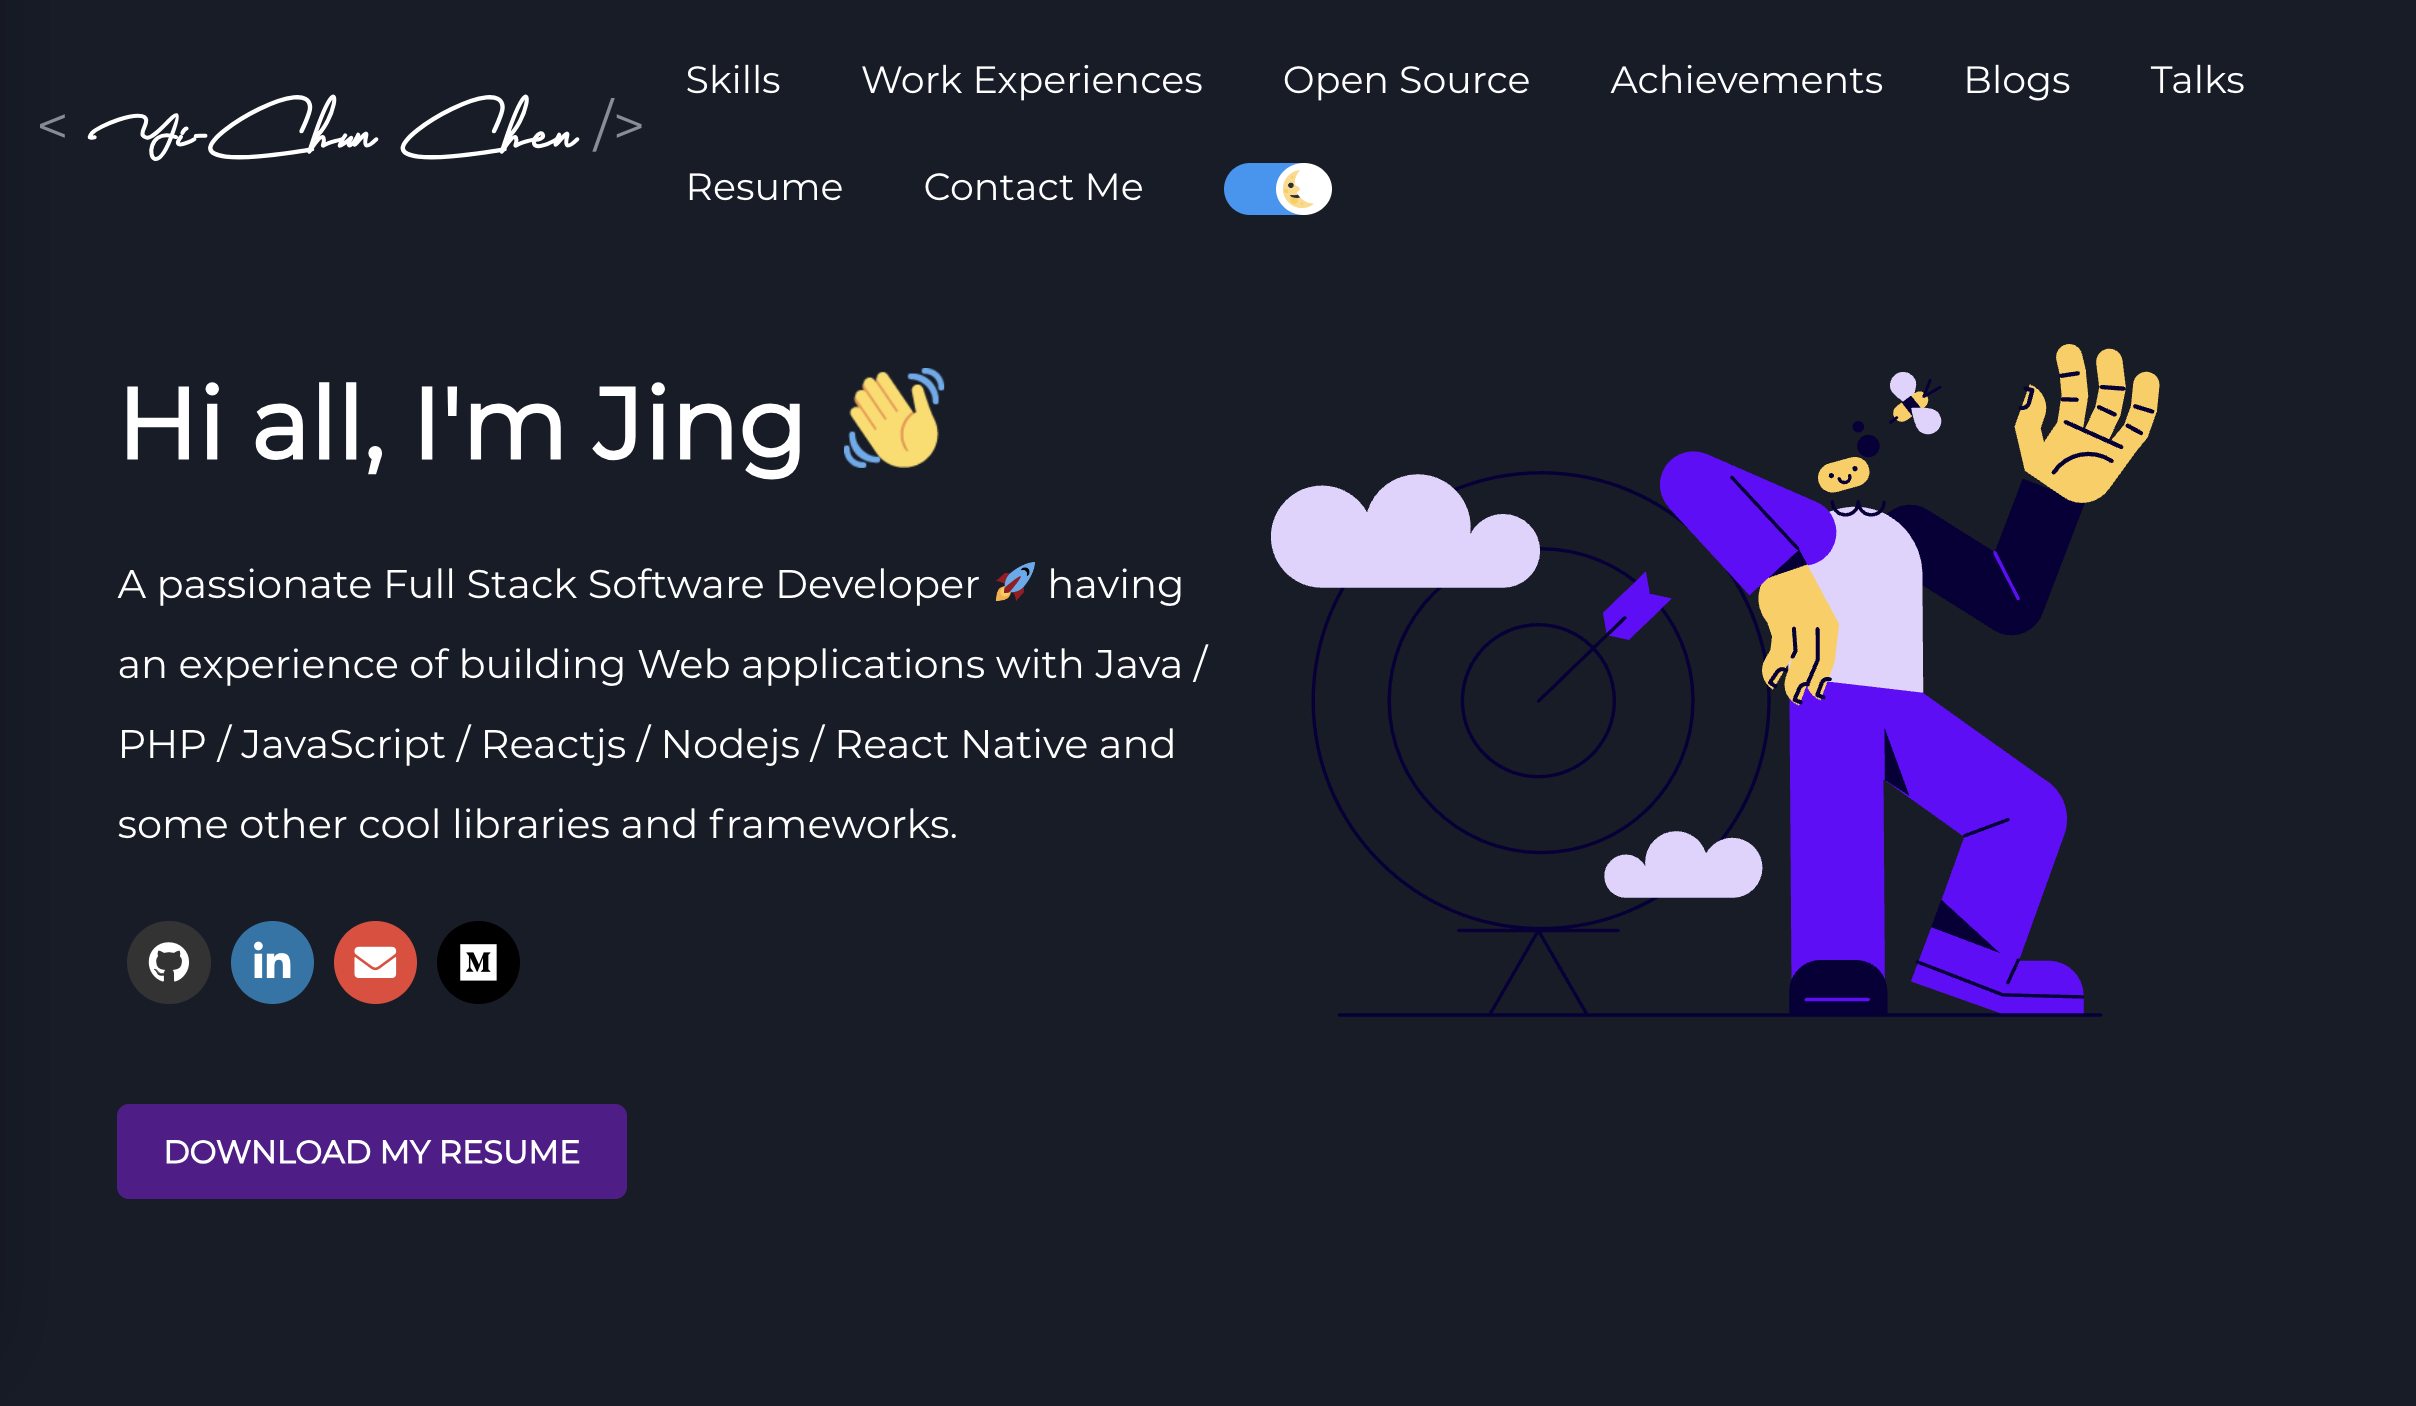 < Yi-Chun Chen />
Skills Work Experiences Open Source Achievements Blogs Talks
Resume Contact Me
Hi all, I'm Jing 👋
A passionate Full Stack Software Developer 🚀 having
an experience of building Web applications with Java /
PHP / JavaScript / Reactjs / Nodejs / React Native and
some other cool libraries and frameworks.
in M
DOWNLOAD MY RESUME